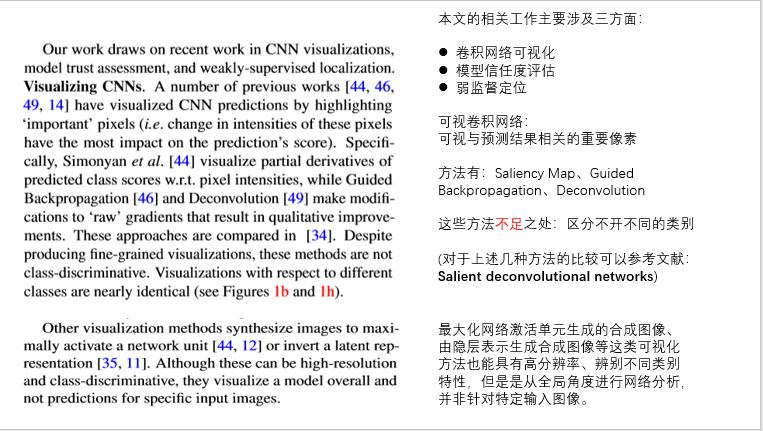 Our work draws on recent work in CNN visualizations,
model trust assessment, and weakly-supervised localization.
Visualizing CNNs. A number of previous works [44, 46,
49, 14] have visualized CNN predictions by highlighting
‘important’ pixels (i.e. change in intensities of these pixels
have the most impact on the prediction’s score). Specifi-
cally, Simonyan et al. [44] visualize partial derivatives of
predicted class scores w.r.t. pixel intensities, while Guided
Backpropagation [46] and Deconvolution [49] make modifi-
cations to ‘raw’ gradients that result in qualitative improve-
ments. These approaches are compared in [34]. Despite
producing fine-grained visualizations, these methods are not
class-discriminative. Visualizations with respect to different
classes are nearly identical (see Figures 1b and 1h).
Other visualization methods synthesize images to maxi-
mally activate a network unit [44, 12] or invert a latent rep-
resentation [35, 11]. Although these can be high-resolution
and class-discriminative, they visualize a model overall and
not predictions for specific input images.
本文的相关工作主要涉及三方面：
● 卷积网络可视化
● 模型信任度评估
● 弱监督定位
可视卷积网络：
可视与预测结果相关的重要像素
方法有：Saliency Map、Guided
Backpropagation、Deconvolution
这些方法不足之处：区分不开不同的类别
(对于上述几种方法的比较可以参考文献：
Salient deconvolutional networks)
最大化网络激活单元生成的合成图像、
由隐层表示生成合成图像等这类可视化
方法也能具有高分辨率、辨别不同类别
特性，但是是从全局角度进行网络分析，
并非针对特定输入图像。